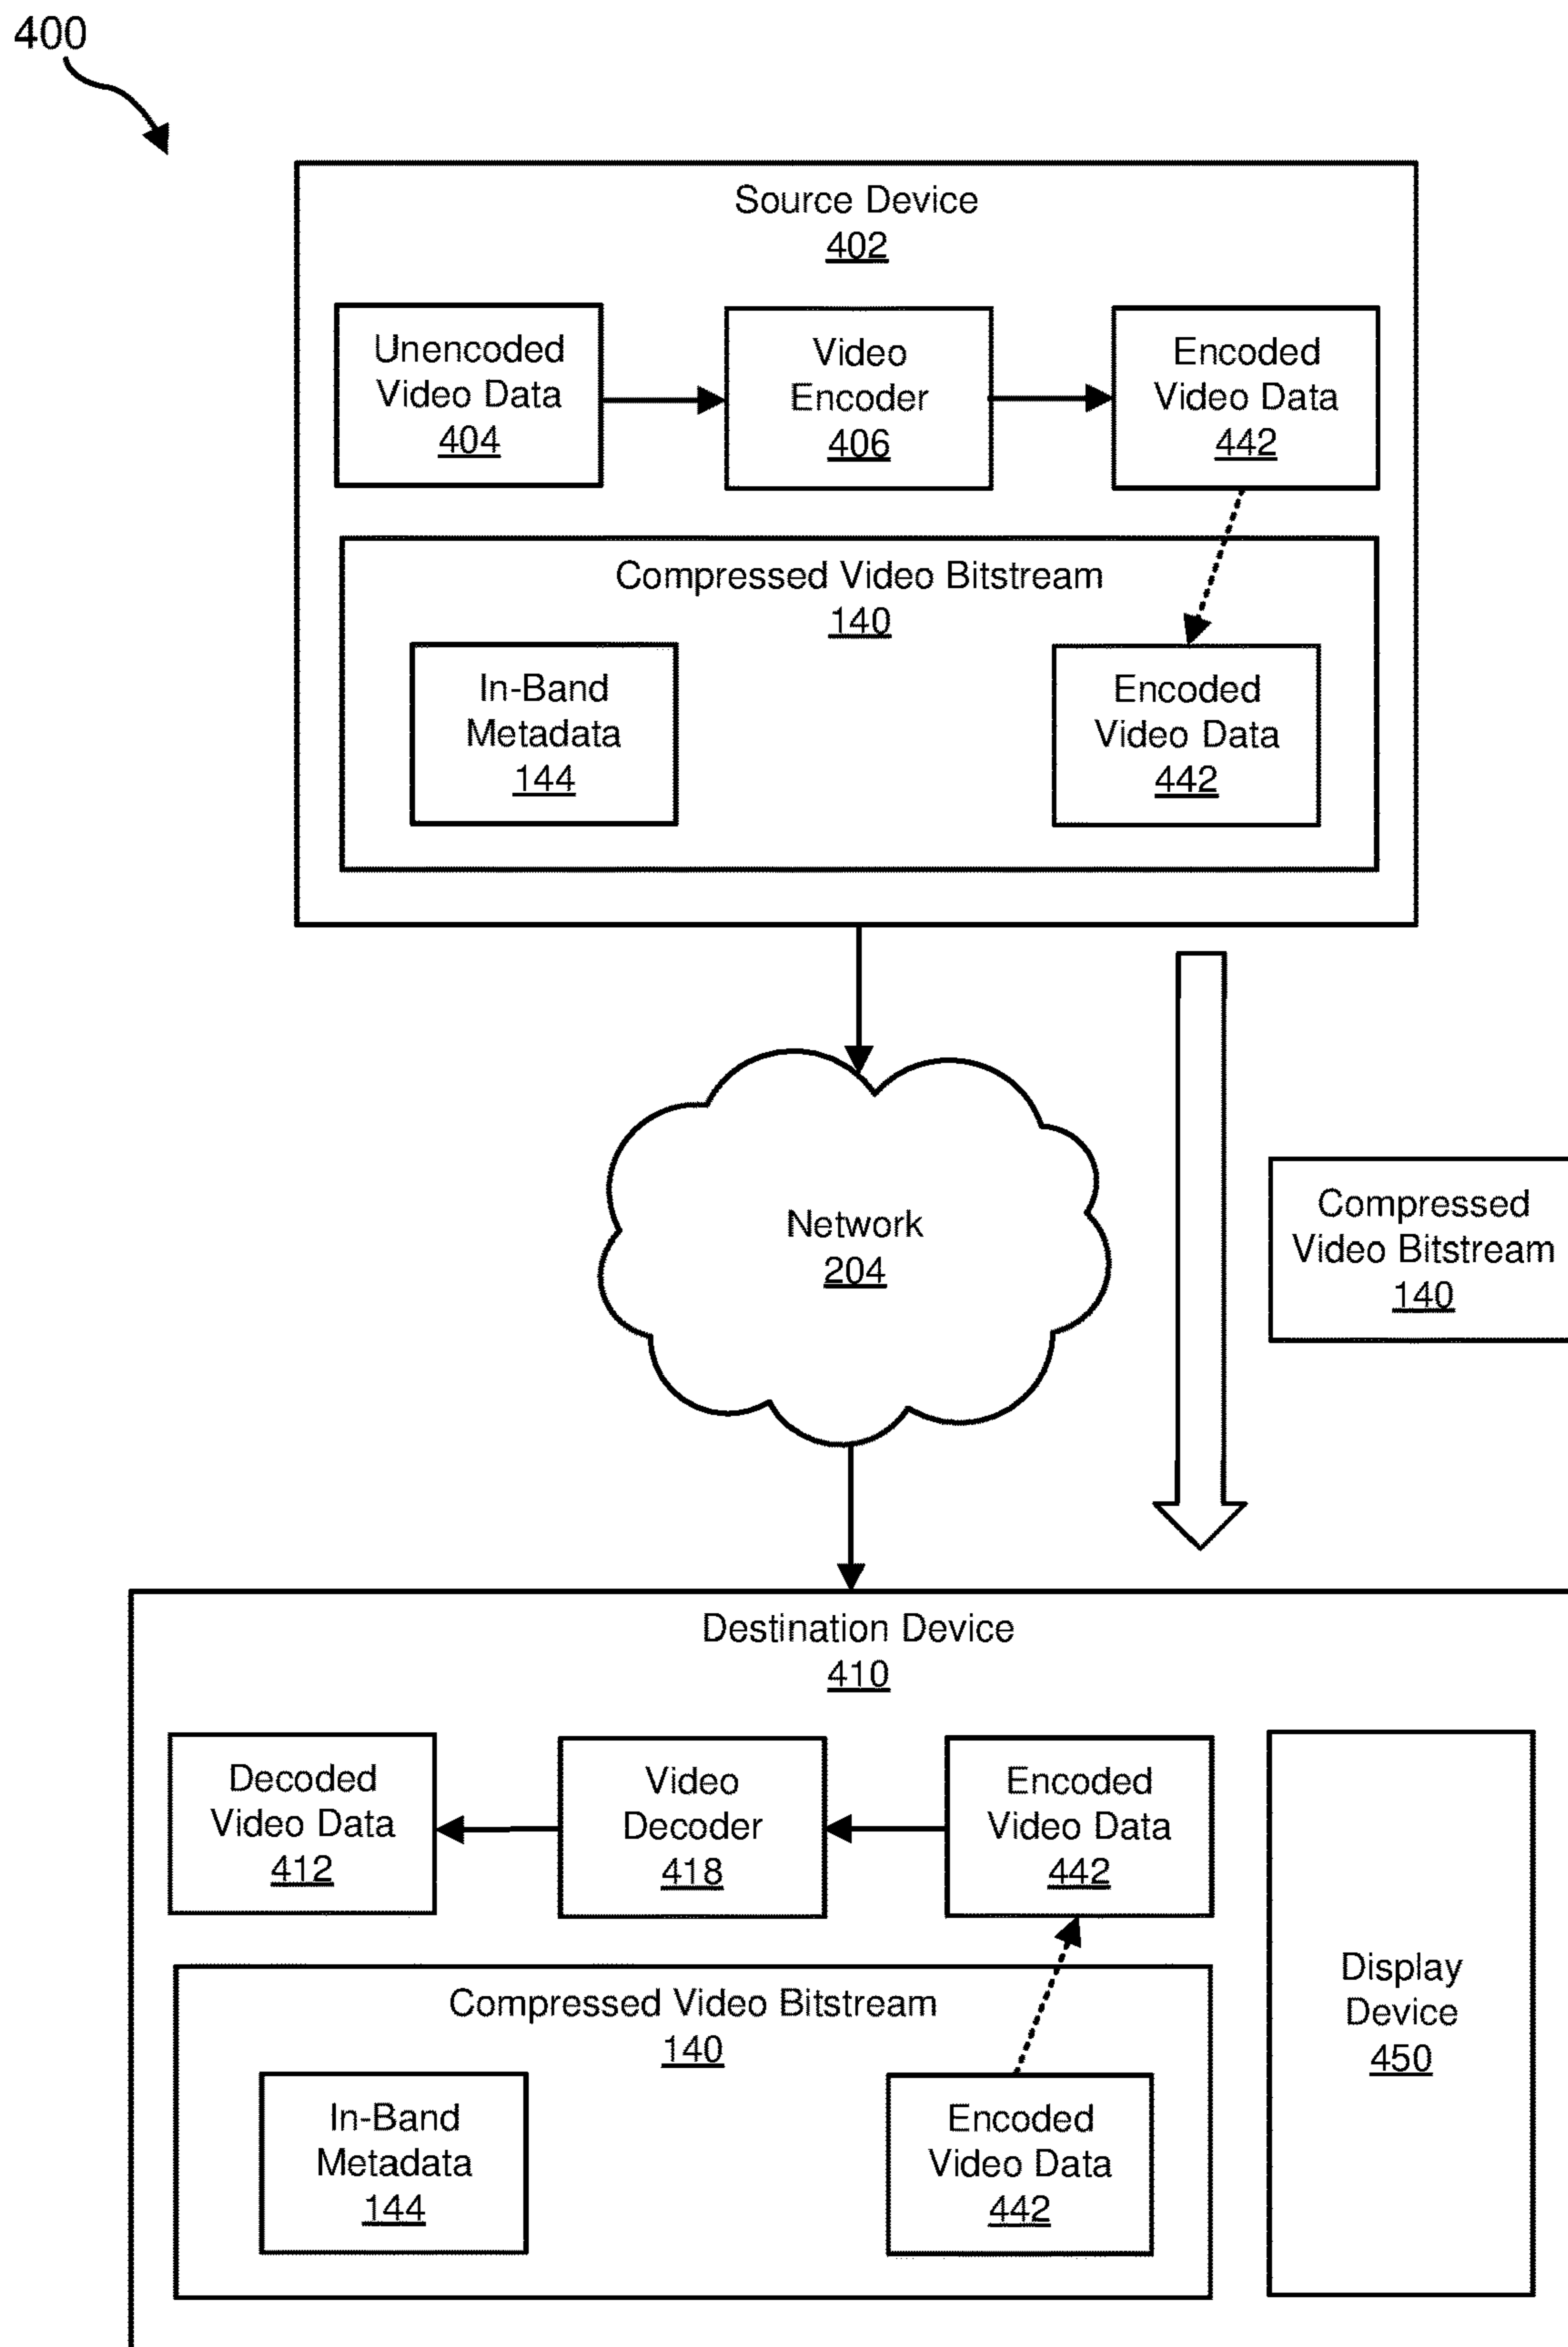 400
Source Device
402
Unencoded
Video Data
404
Video
Encoder
406
Encoded
Video Data
442
Compressed Video Bitstream
140
In-Band
Metadata
144
Encoded
Video Data
442
Network
204
Compressed
Video Bitstream
140
Destination Device
410
Decoded
Video Data
412
Video
Decoder
418
Encoded
Video Data
442
Display
Device
450
Compressed Video Bitstream
140
In-Band
Metadata
144
Encoded
Video Data
442